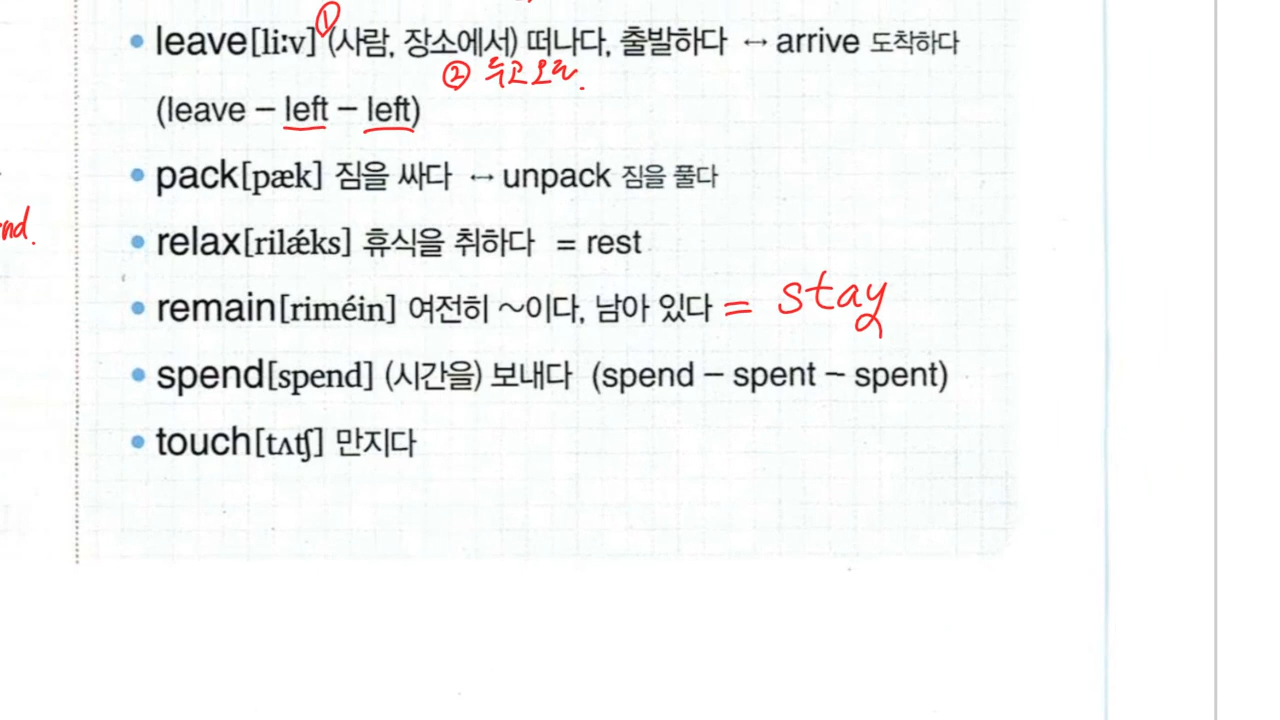 • leave[liːv] ① (사람, 장소에서) 떠나다, 출발하다 ↔ arrive 도착하다
② 두고 오다.
(leave – left – left)
• pack[pæk] 짐을 싸다 ↔ unpack 짐을 풀다
nd.
• relax[rilǽks] 휴식을 취하다 = rest
• remain[riméin] 여전히 ~이다, 남아 있다 = stay
• spend[spend] (시간을) 보내다 (spend – spent – spent)
• touch[tʌtʃ] 만지다